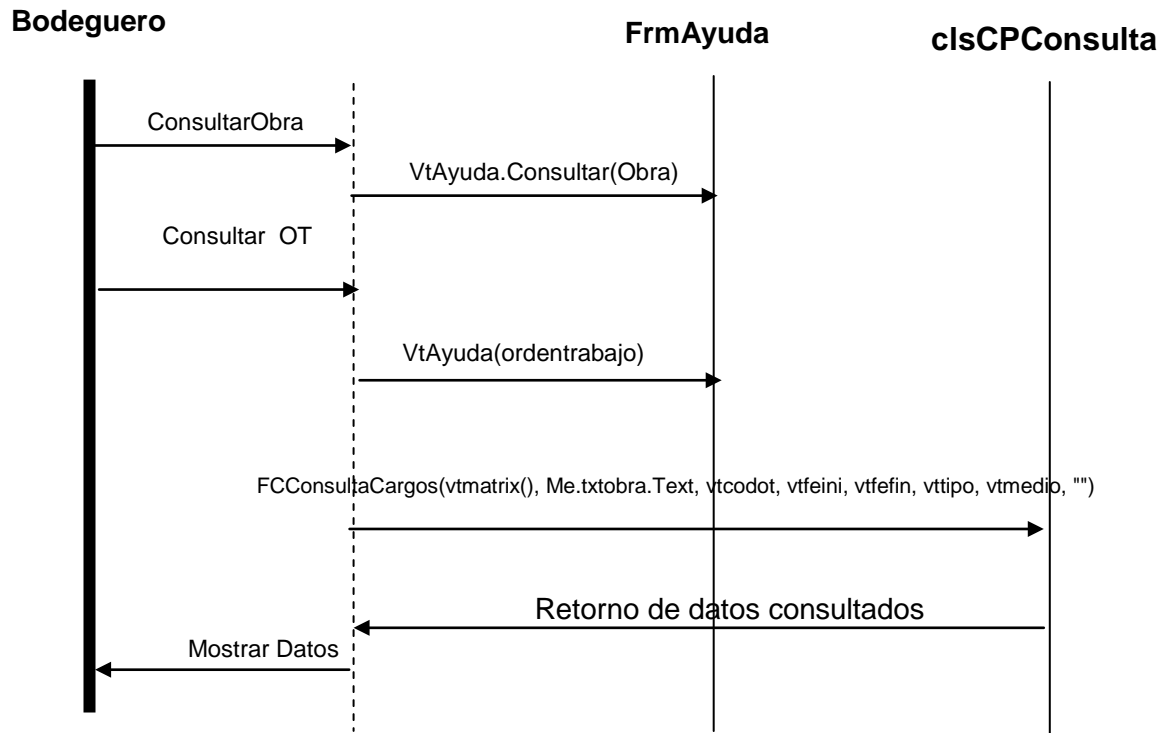 Bodeguero
FrmAyuda
clsCPConsulta
ConsultarObra
VtAyuda.Consultar(Obra)
Consultar OT
VtAyuda(ordentrabajo)
FCConsultaCargos(vtmatrix(), Me.txtobra.Text, vtcodot, vtfeini, vtfefin, vttipo, vtmedio, "")
Retorno de datos consultados
Mostrar Datos